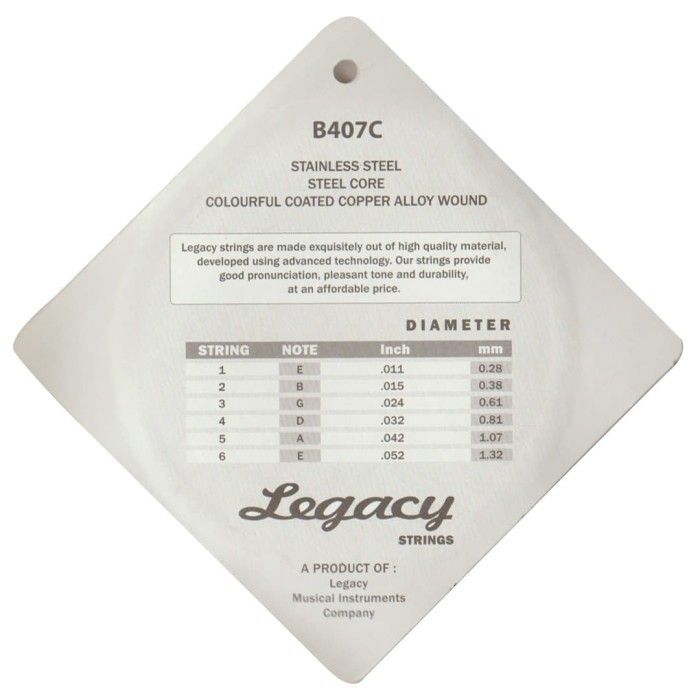 B407C
STAINLESS STEEL
STEEL CORE
COLOURFUL COATED COPPER ALLOY WOUND
Legacy strings are made exquisitely out of high quality material,
developed using advanced technology. Our strings provide
good pronunciation, pleasant tone and durability,
at an affordable price.
DIAMETER
STRING NOTE Inch mm
1 E .011 0.28
2 B .015 0.38
3 G .024 0.61
4 D .032 0.81
5 A .042 1.07
6 E .052 1.32
Legacy
STRINGS
A PRODUCT OF :
Legacy
Musical Instruments
Company